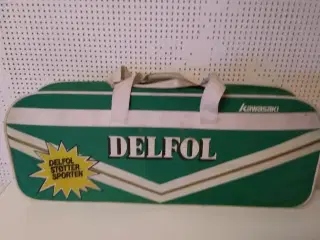 Kawasaki
DELFOL
DELFOL
STØTTER
SPORTEN